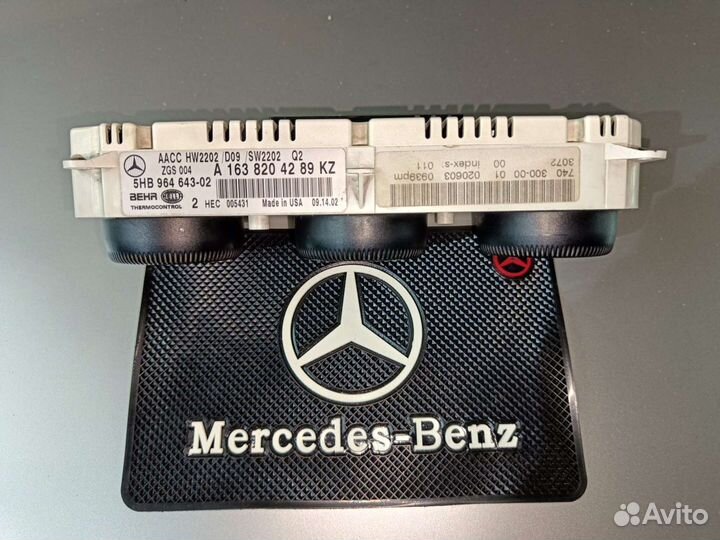 AACC HW2202 /D09 /SW2202 Q2
ZGS 004 A 163 820 42 89 KZ
5HB 964 643-02
BEHR HELLA
THERMOCONTROL 2 HEC 005431 Made in USA 09.14.02
740 300-00 01 020603 0939pm
3072 00 index-s: 011
Mercedes-Benz
Avito